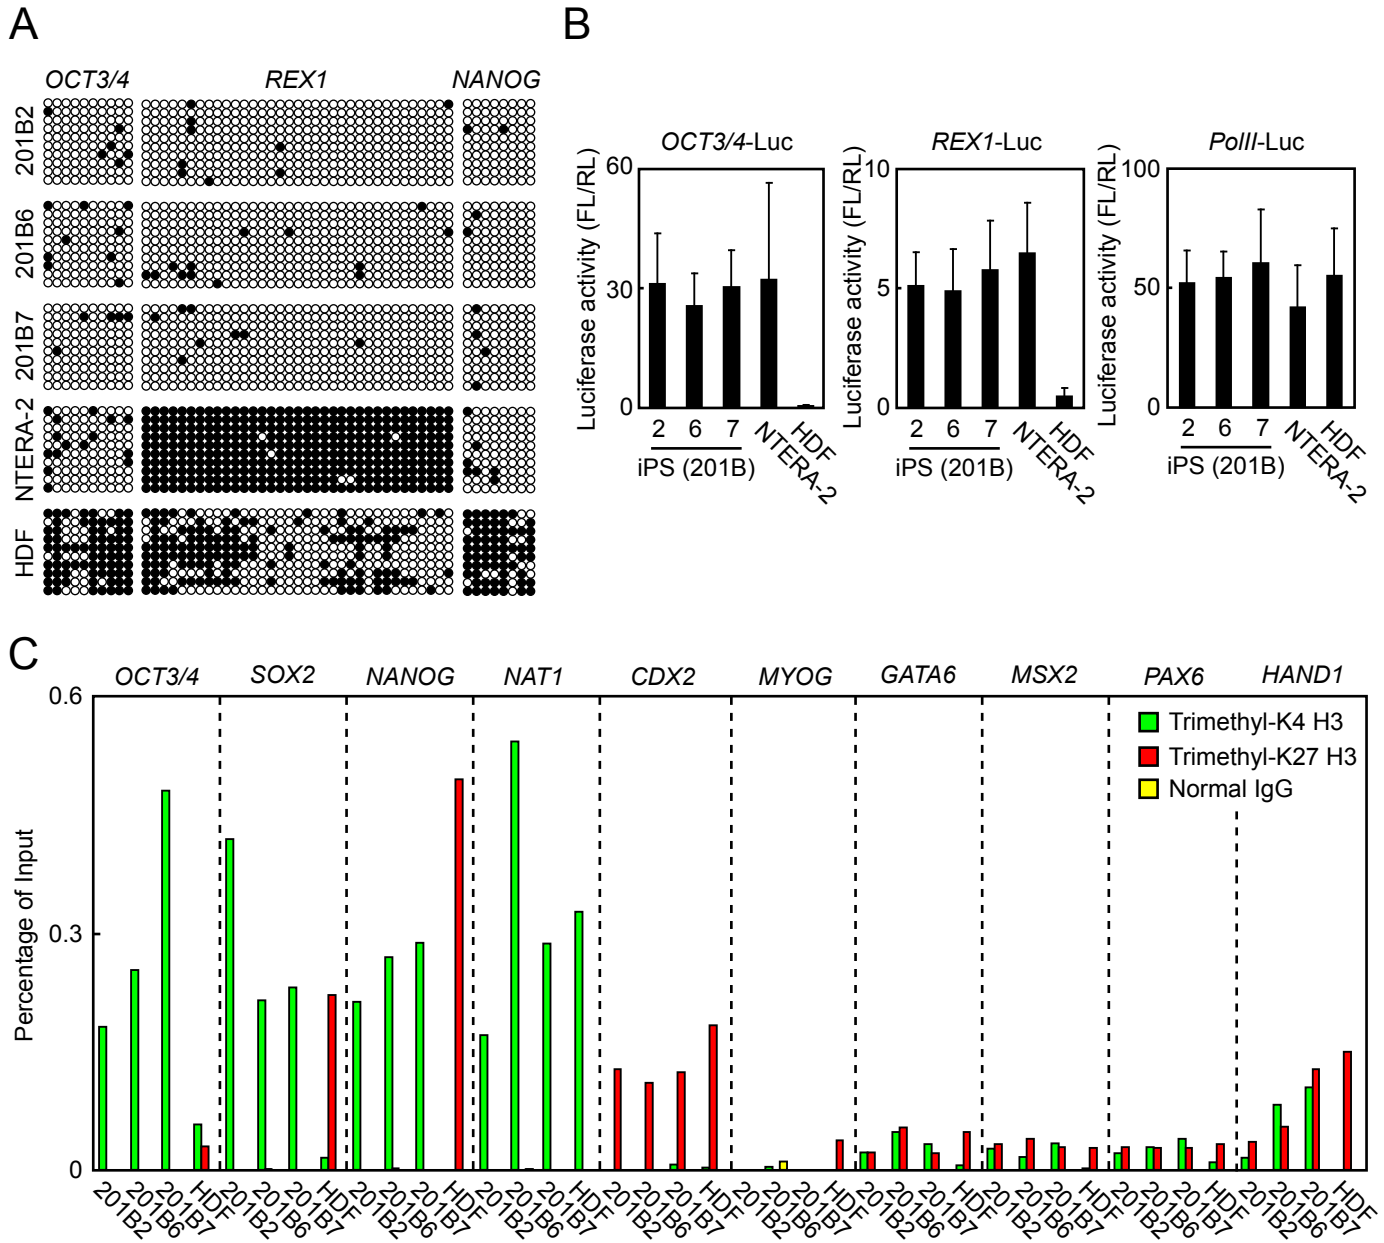 A
OCT3/4 REX1 NANOG
201B2
201B6
201B7
NTERA-2
HDF
B
OCT3/4-Luc
Luciferase activity (FL/RL)
60
30
0
2 6 7 NTERA-2 HDF
iPS (201B)
REX1-Luc
Luciferase activity (FL/RL)
10
5
0
2 6 7 NTERA-2 HDF
iPS (201B)
PolII-Luc
Luciferase activity (FL/RL)
100
50
0
2 6 7 NTERA-2 HDF
iPS (201B)
C
OCT3/4 SOX2 NANOG NAT1 CDX2 MYOG GATA6 MSX2 PAX6 HAND1
Percentage of Input
0.6
0.3
0
Trimethyl-K4 H3
Trimethyl-K27 H3
Normal IgG
201B2 201B6 201B7 HDF 201B2 201B6 201B7 HDF 201B2 201B6 201B7 HDF 201B2 201B6 201B7 HDF 201B2 201B6 201B7 HDF 201B2 201B6 201B7 HDF 201B2 201B6 201B7 HDF 201B2 201B6 201B7 HDF 201B2 201B6 201B7 HDF 201B2 201B6 201B7 HDF